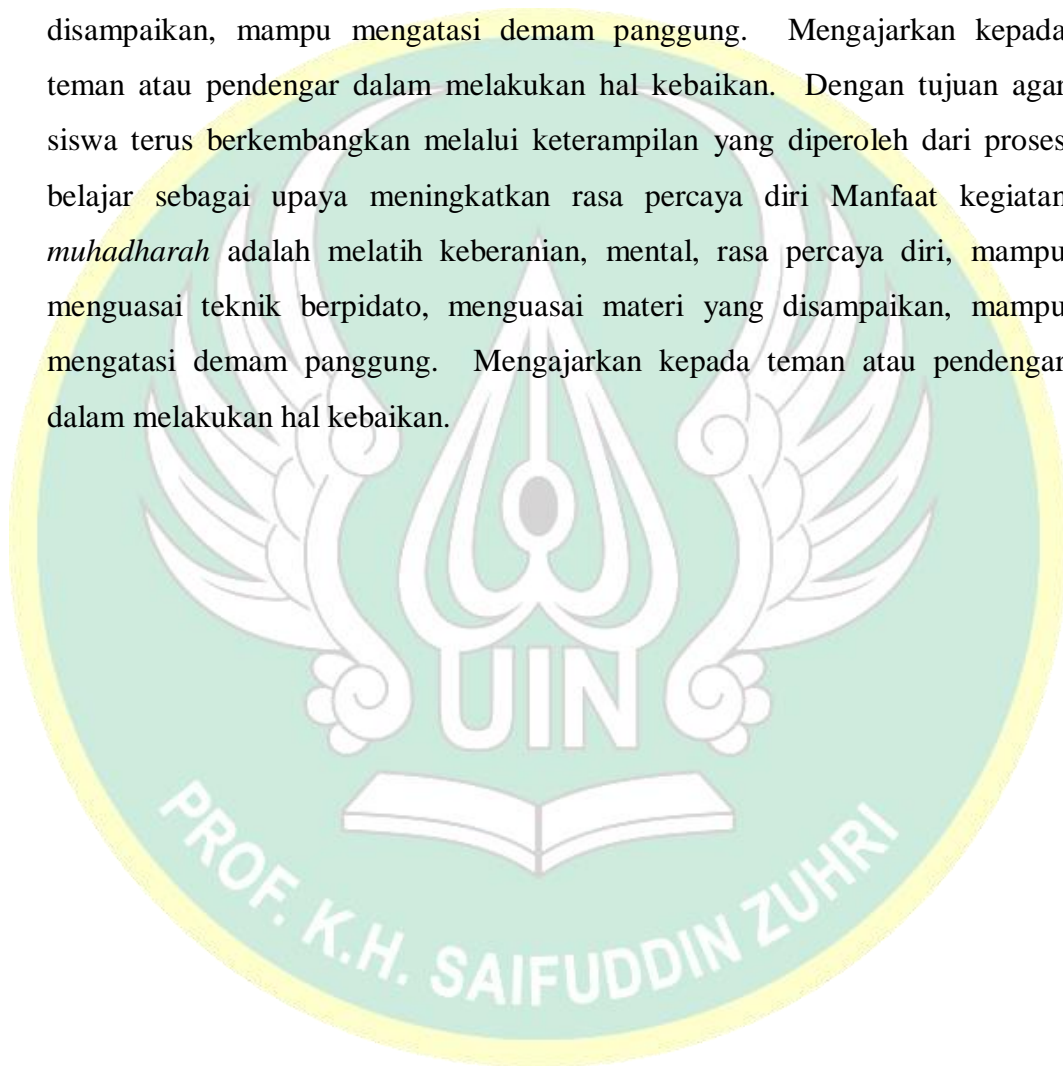 disampaikan, mampu mengatasi demam panggung. Mengajarkan kepada
teman atau pendengar dalam melakukan hal kebaikan. Dengan tujuan agar
siswa terus berkembangkan melalui keterampilan yang diperoleh dari proses
belajar sebagai upaya meningkatkan rasa percaya diri Manfaat kegiatan
muhadharah adalah melatih keberanian, mental, rasa percaya diri, mampu
menguasai teknik berpidato, menguasai materi yang disampaikan, mampu
mengatasi demam panggung. Mengajarkan kepada teman atau pendengar
dalam melakukan hal kebaikan.
UIN
PROF. K.H. SAIFUDDIN ZUHRI